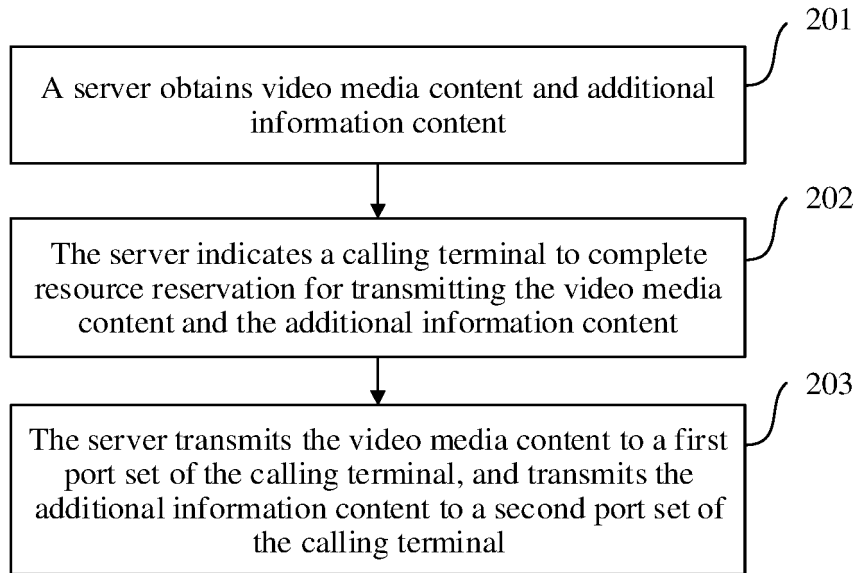 201
A server obtains video media content and additional
information content
202
The server indicates a calling terminal to complete
resource reservation for transmitting the video media
content and the additional information content
203
The server transmits the video media content to a first
port set of the calling terminal, and transmits the
additional information content to a second port set of
the calling terminal